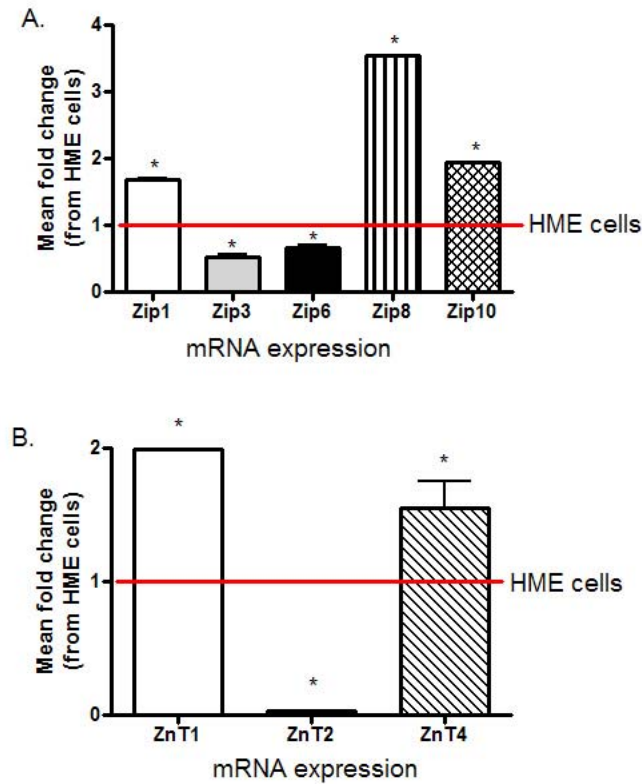 A.
Mean fold change
(from HME cells)
4
3
2
1
0
*
*
*
*
*
HME cells
Zip1 Zip3 Zip6 Zip8 Zip10
mRNA expression
B.
Mean fold change
(from HME cells)
2
1
0
*
*
*
HME cells
ZnT1 ZnT2 ZnT4
mRNA expression